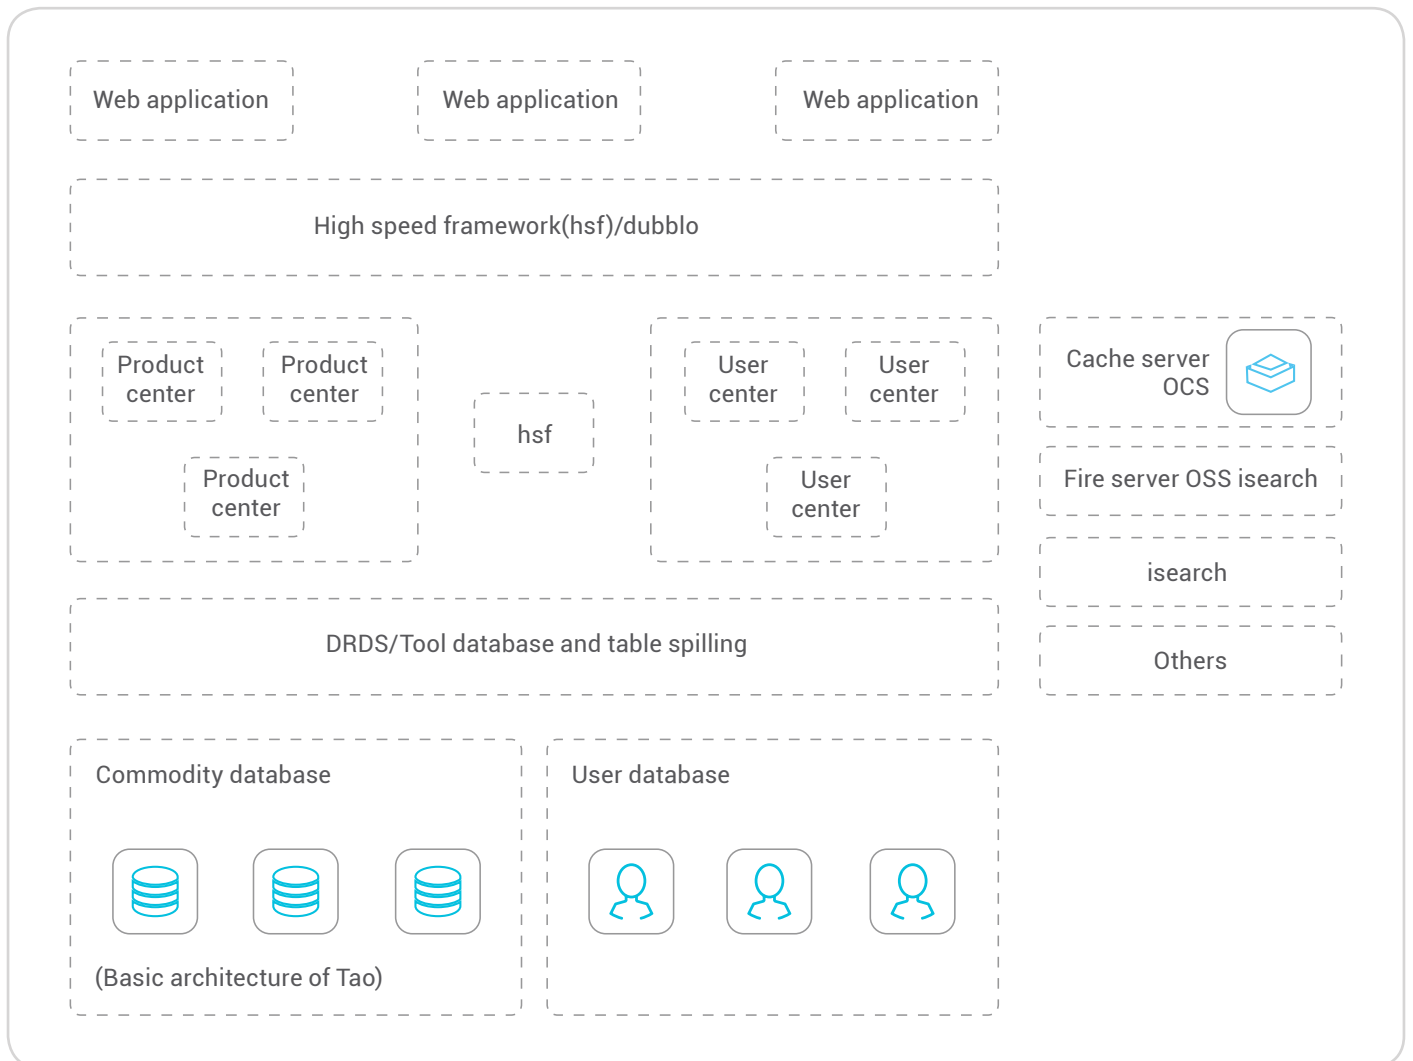 Web application
Web application
Web application
High speed framework(hsf)/dubblo
Product
center
Product
center
Product
center
hsf
User
center
User
center
User
center
Cache server
OCS
Fire server OSS isearch
isearch
Others
DRDS/Tool database and table spilling
Commodity database
(Basic architecture of Tao)
User database